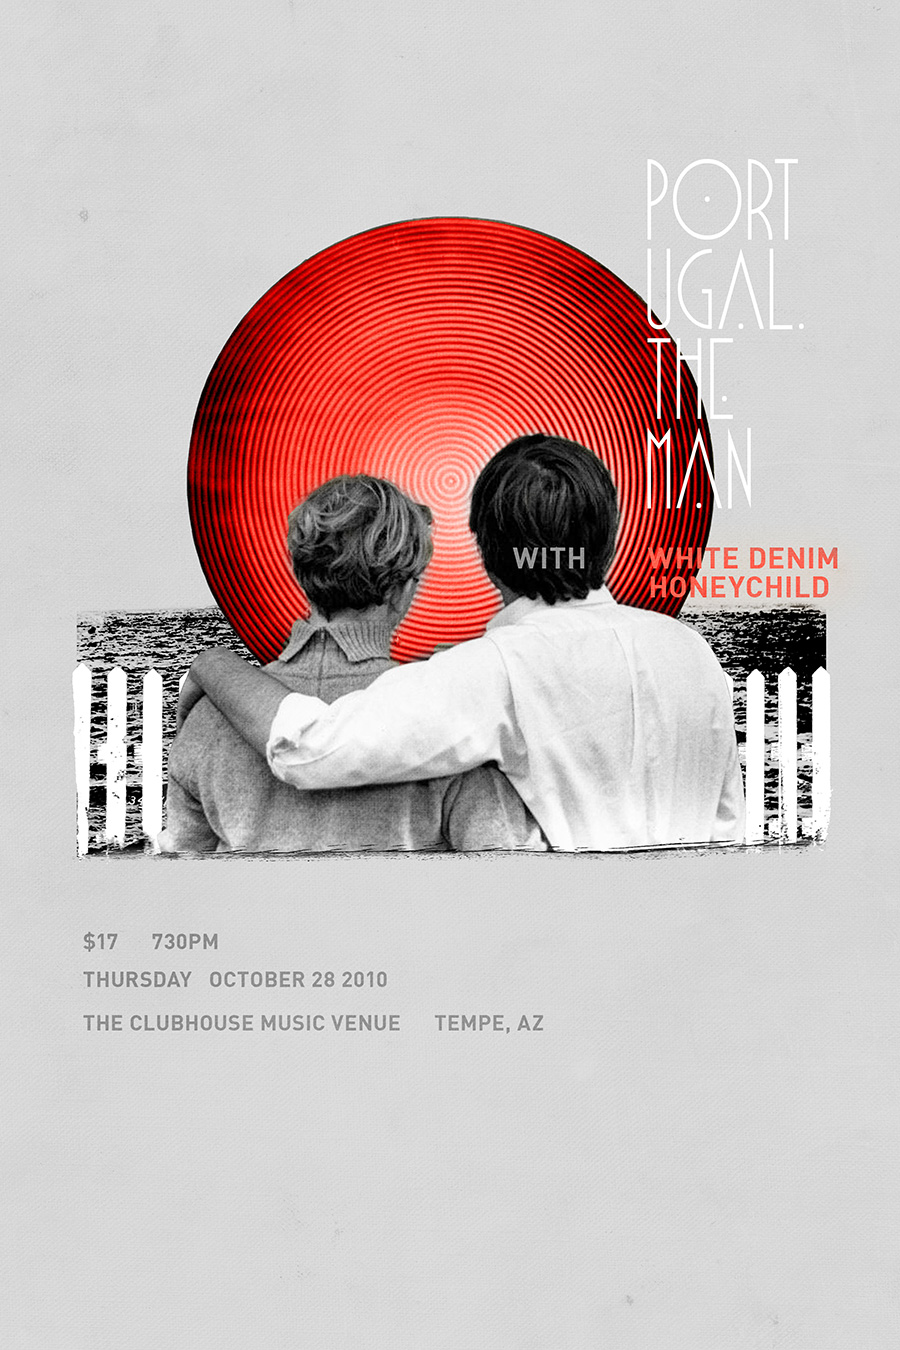 PORT
UGAL.
THE
MAN
WITH WHITE DENIM
HONEYCHILD
$17 730PM
THURSDAY OCTOBER 28 2010
THE CLUBHOUSE MUSIC VENUE TEMPE, AZ